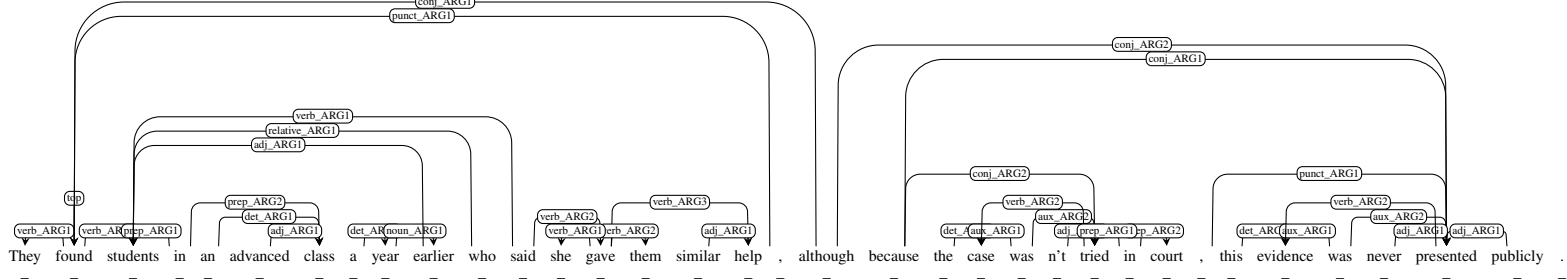 conj_ARG1
punct_ARG1
conj_ARG2
conj_ARG1
verb_ARG1
relative_ARG1
adj_ARG1
conj_ARG2 punct_ARG1
top prep_ARG2 verb_ARG3 verb_ARG2 verb_ARG2
det_ARG1 verb_ARG2 aux_ARG2 aux_ARG2
verb_ARG1 prep_ARG1 adj_ARG1 noun_ARG1 verb_ARG1 adj_ARG1 aux_ARG1 prep_ARG1 aux_ARG1 adj_ARG1 adj_ARG1
They found students in an advanced class a year earlier who said she gave them similar help , although because the case was n't tried in court , this evidence was never presented publicly .